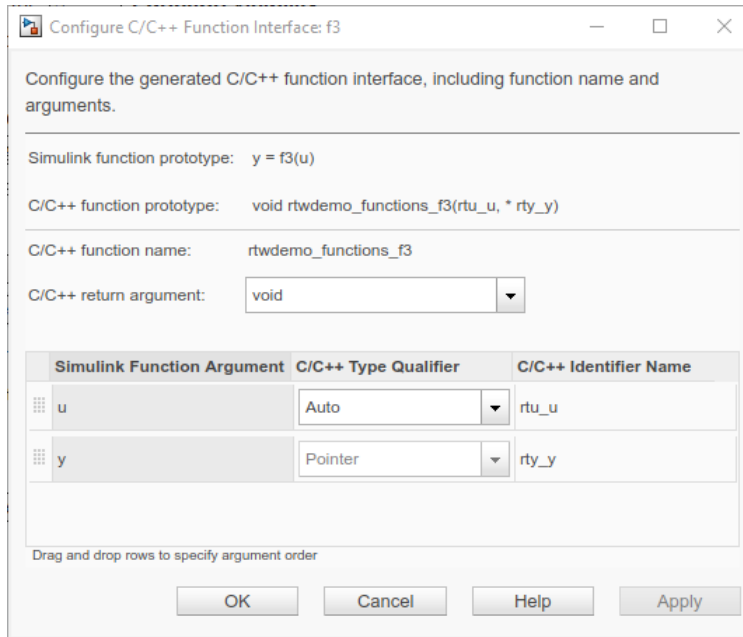 Configure C/C++ Function Interface: f3
Configure the generated C/C++ function interface, including function name and
arguments.
Simulink function prototype: y = f3(u)
C/C++ function prototype: void rtwdemo_functions_f3(rtu_u, * rty_y)
C/C++ function name: rtwdemo_functions_f3
C/C++ return argument: void
Simulink Function Argument C/C++ Type Qualifier C/C++ Identifier Name
u Auto rtu_u
y Pointer rty_y
Drag and drop rows to specify argument order
OK Cancel Help Apply